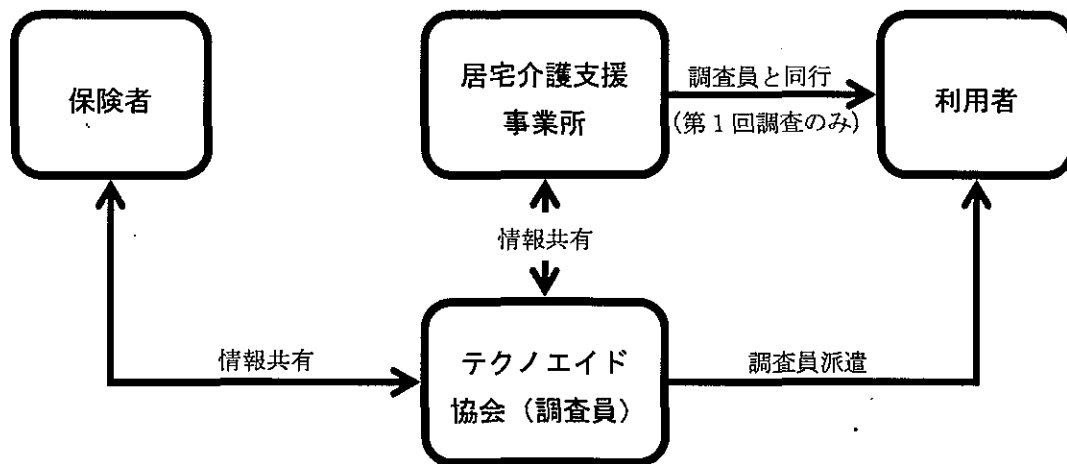 保険者
居宅介護支援
事業所
調査員と同行
(第1回調査のみ)
利用者
情報共有
情報共有
テクノエイド
協会（調査員）
調査員派遣